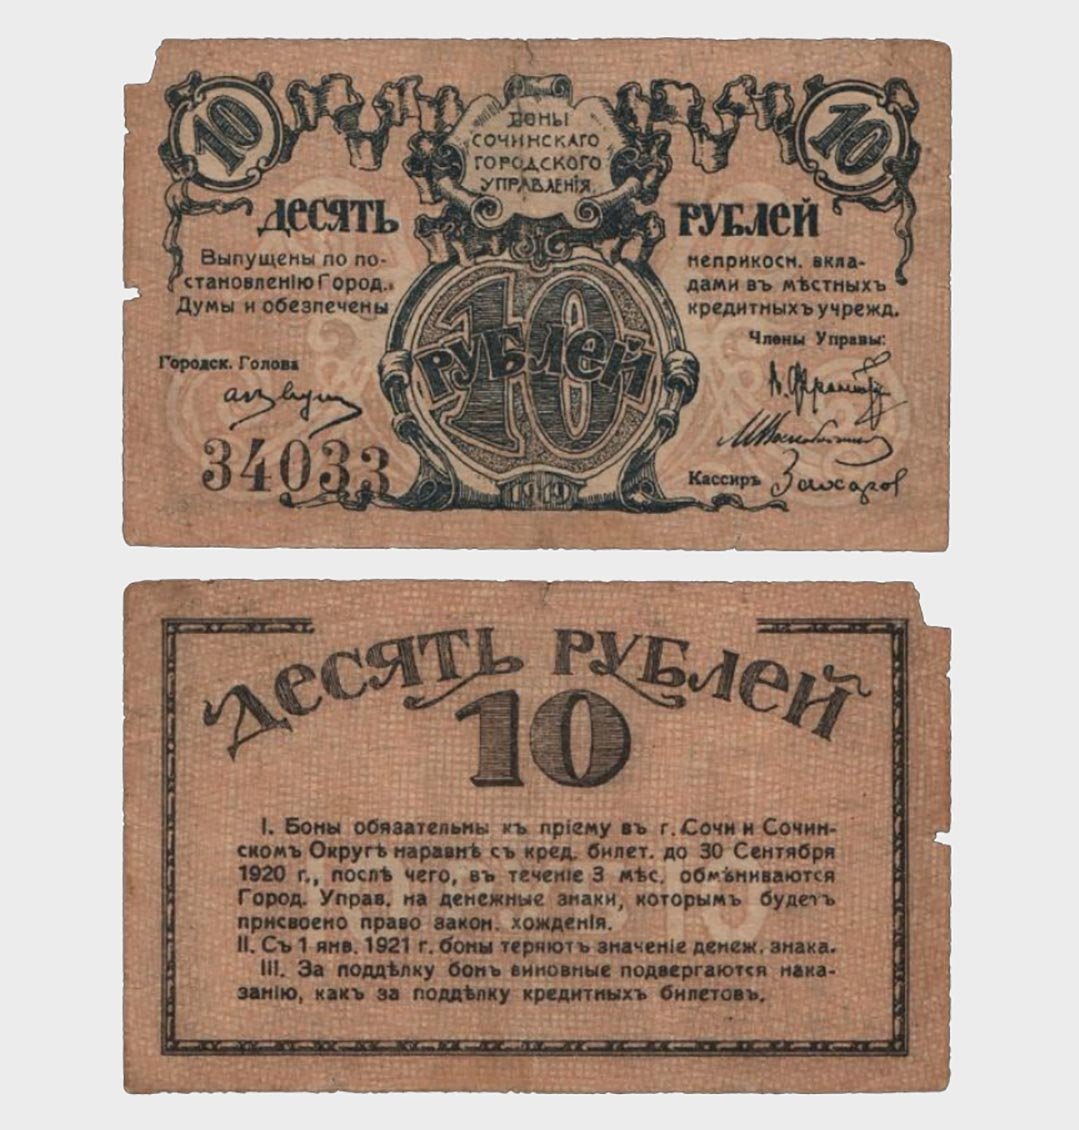 10
10
БОНЫ
СОЧИНСКАГО
ГОРОДСКОГО
УПРАВЛЕНІЯ.
ДЕСЯТЬ
РУБЛЕЙ
Выпущены по по-
становленію Город.
Думы и обезпечены
неприкосн. вкла-
дами въ мѣстныхъ
кредитныхъ учрежд.
10
РУБЛЕЙ
Городск. Голова
Члены Управы:
34033
Кассиръ Захаров
1919
ДЕСЯТЬ РУБЛЕЙ
10
I. Боны обязательны къ пріему въ г. Сочи и Сочин-
скомъ Округѣ наравнѣ съ кред. билет. до 30 Сентября
1920 г., послѣ чего, въ теченіе 3 мѣс. обмѣниваются
Город. Управ. на денежные знаки, которымъ будетъ
присвоено право закон. хожденія.
II. Съ 1 янв. 1921 г. боны теряютъ значеніе денеж. знака.
III. За поддѣлку бонъ виновные подвергаются нака-
занію, какъ за поддѣлку кредитныхъ билетовъ.